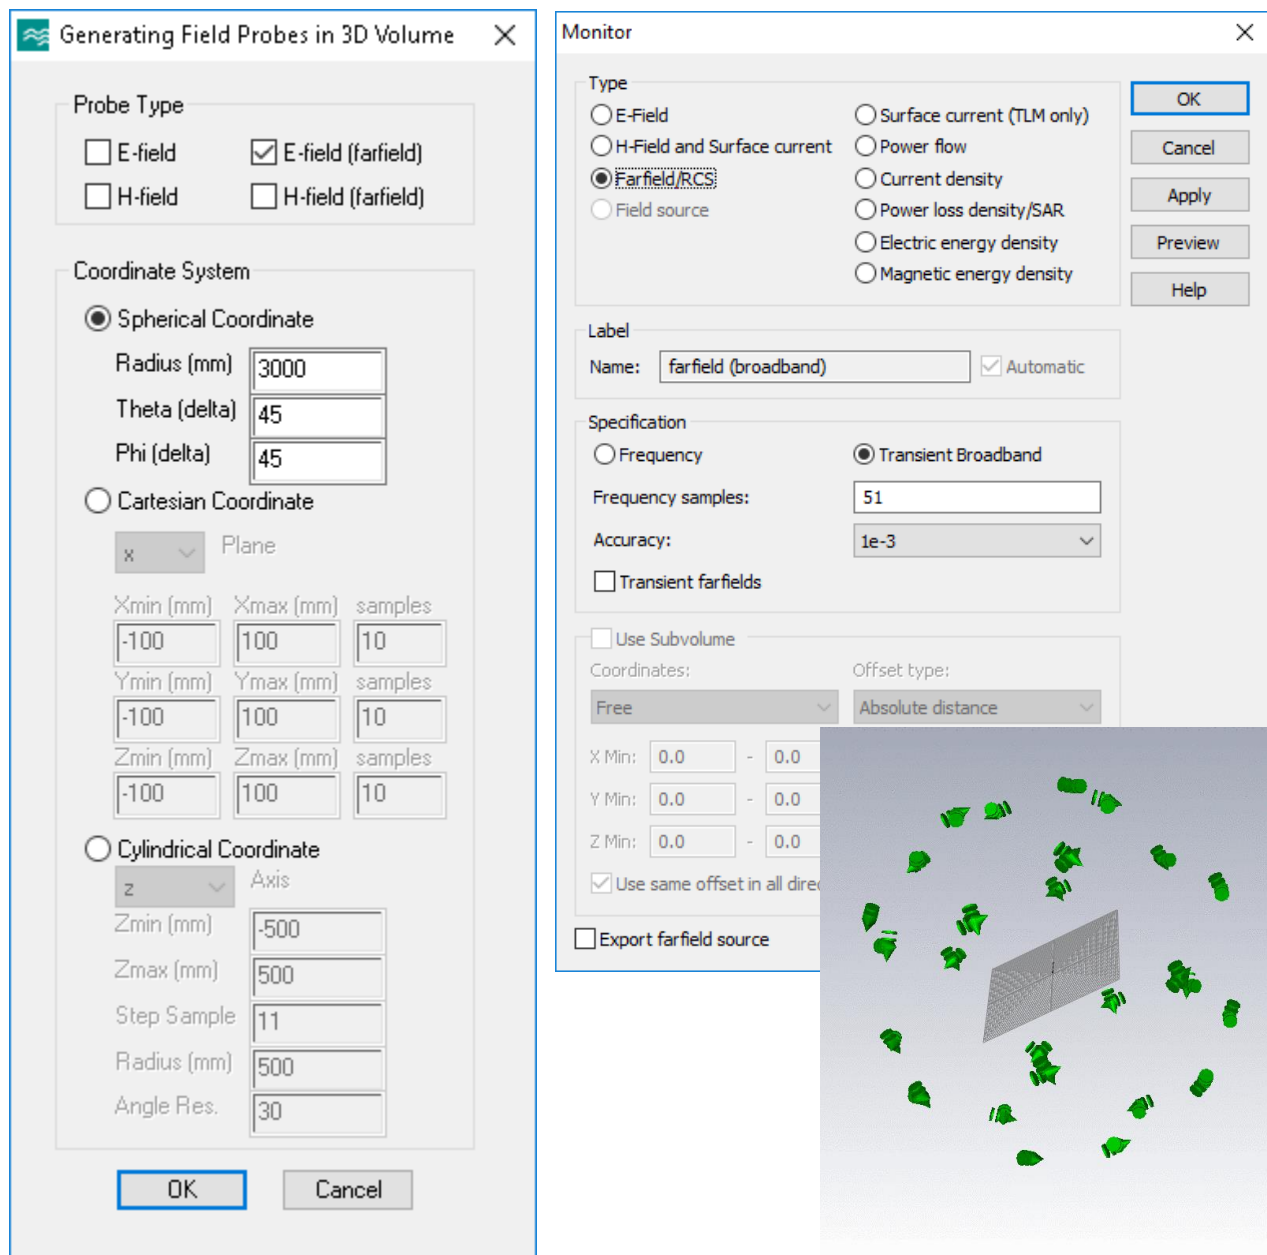 Generating Field Probes in 3D Volume
Probe Type
E-field
E-field (farfield)
H-field
H-field (farfield)
Coordinate System
Spherical Coordinate
Radius (mm) 3000
Theta (delta) 45
Phi (delta) 45
Cartesian Coordinate
x Plane
Xmin (mm) Xmax (mm) samples
-100 100 10
Ymin (mm) Ymax (mm) samples
-100 100 10
Zmin (mm) Zmax (mm) samples
-100 100 10
Cylindrical Coordinate
z Axis
Zmin (mm) -500
Zmax (mm) 500
Step Sample 11
Radius (mm) 500
Angle Res. 30
OK Cancel
Monitor
Type
E-Field
Surface current (TLM only)
H-Field and Surface current
Power flow
Farfield/RCS
Current density
Field source
Power loss density/SAR
Electric energy density
Magnetic energy density
OK
Cancel
Apply
Preview
Help
Label
Name: farfield (broadband) Automatic
Specification
Frequency Transient Broadband
Frequency samples: 51
Accuracy: 1e-3
Transient farfields
Use Subvolume
Coordinates: Offset type:
Free Absolute distance
X Min: 0.0 - 0.0
Y Min: 0.0 - 0.0
Z Min: 0.0 - 0.0
Use same offset in all
Export farfield source